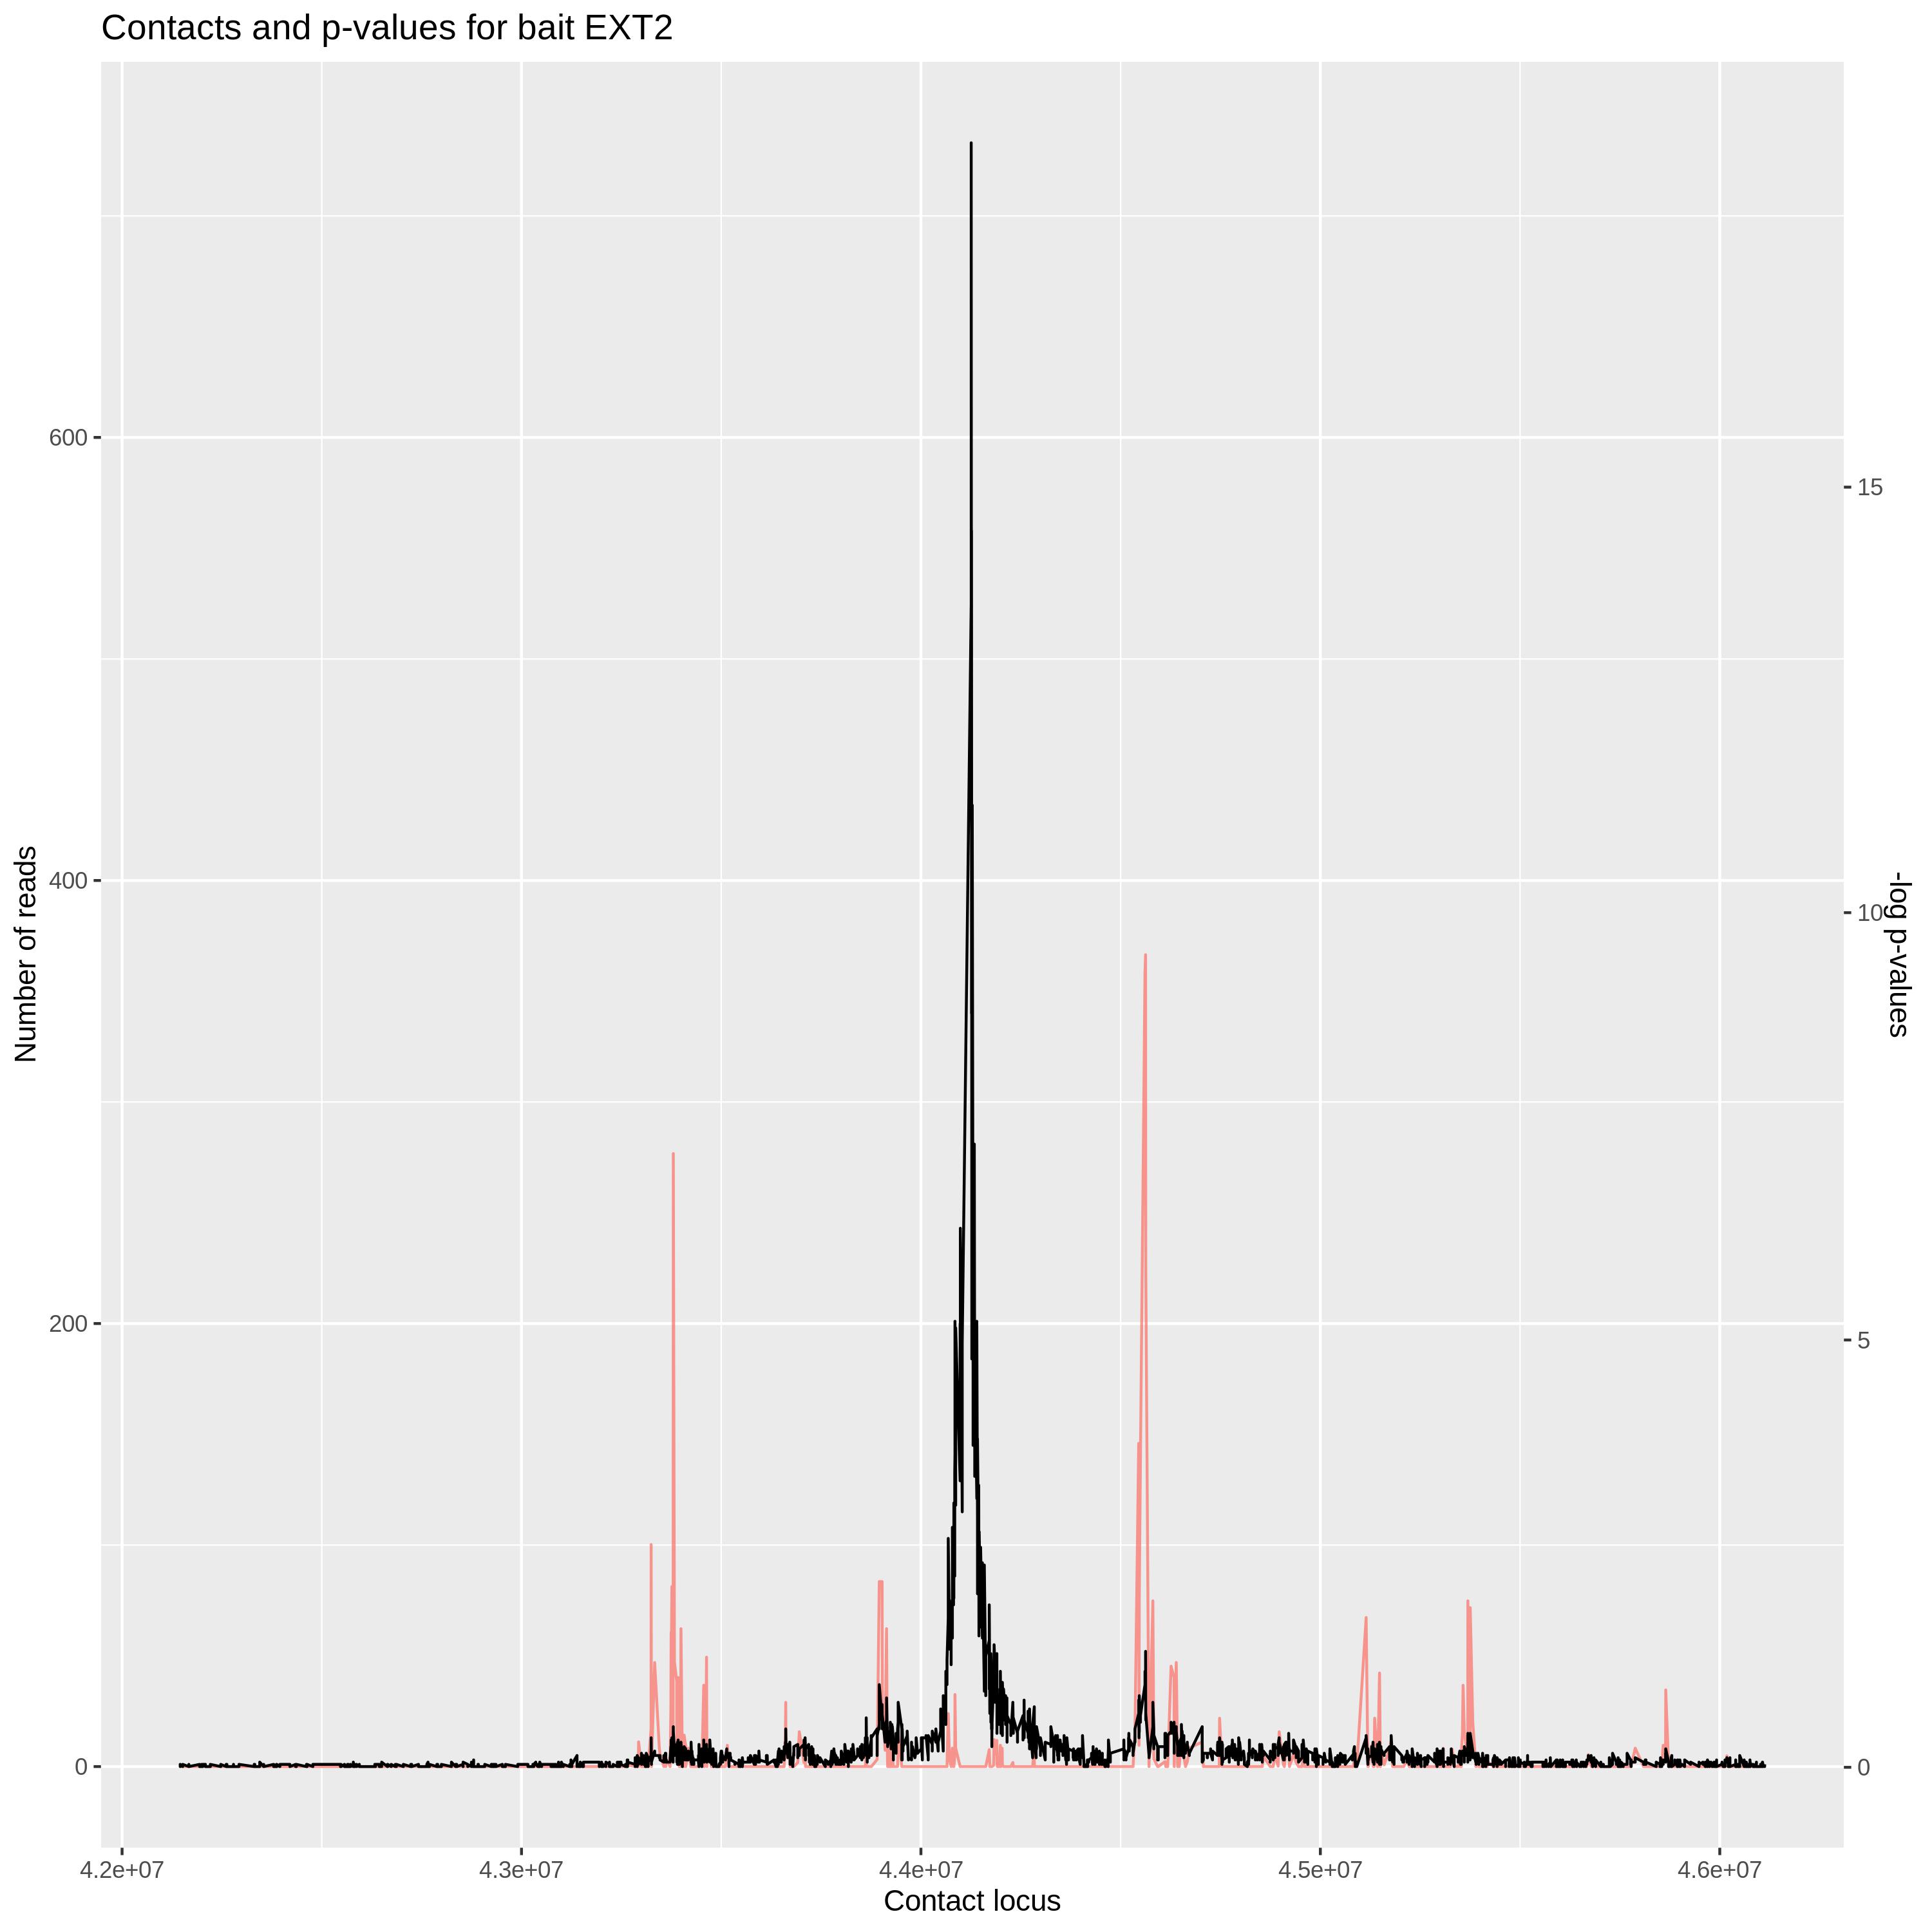 Contacts and p-values for bait EXT2
Number of reads
600
400
200
0
15
10
5
0
-log p-values
4.2e+07 4.3e+07 4.4e+07 4.5e+07 4.6e+07
Contact locus